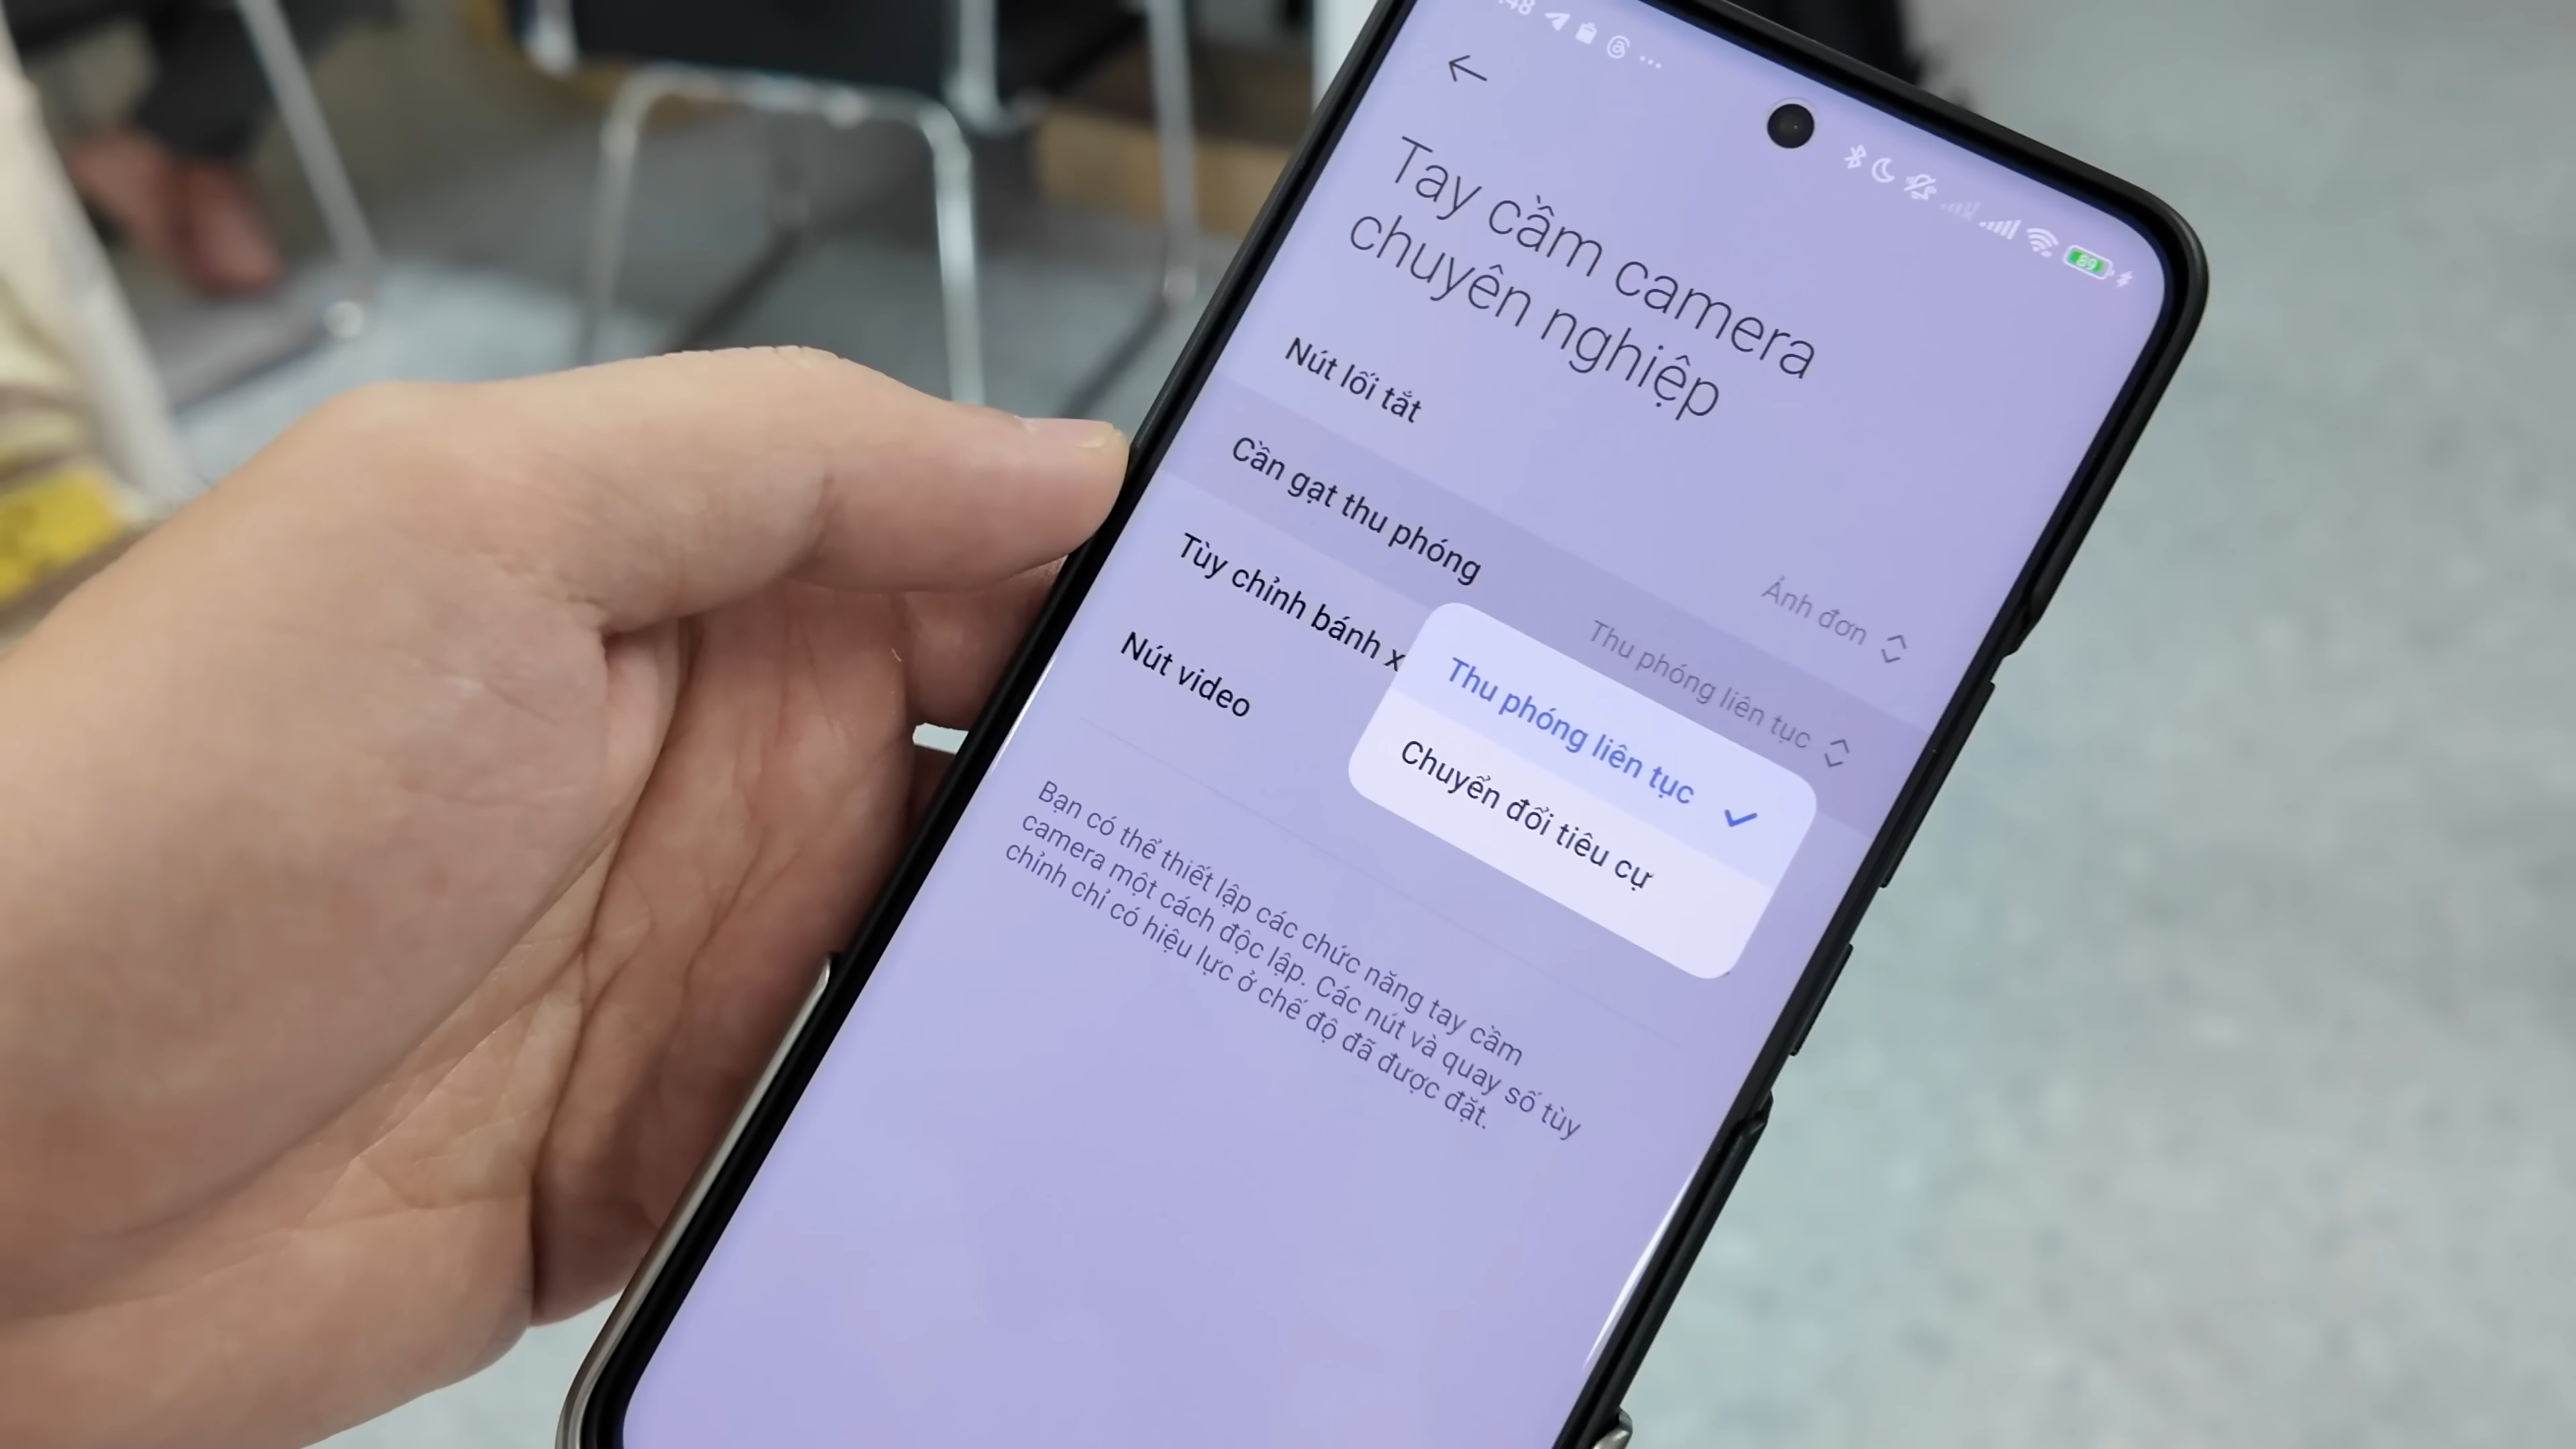 :48
89
Tay cầm camera
chuyên nghiệp
Nút lối tắt
Ảnh đơn
Cần gạt thu phóng
Thu phóng liên tục
Tùy chỉnh bánh x
Thu phóng liên tục
Chuyển đổi tiêu cự
Nút video
Bạn có thể thiết lập các chức năng tay cầm
camera một cách độc lập. Các nút và quay số tùy
chỉnh chỉ có hiệu lực ở chế độ đã được đặt.